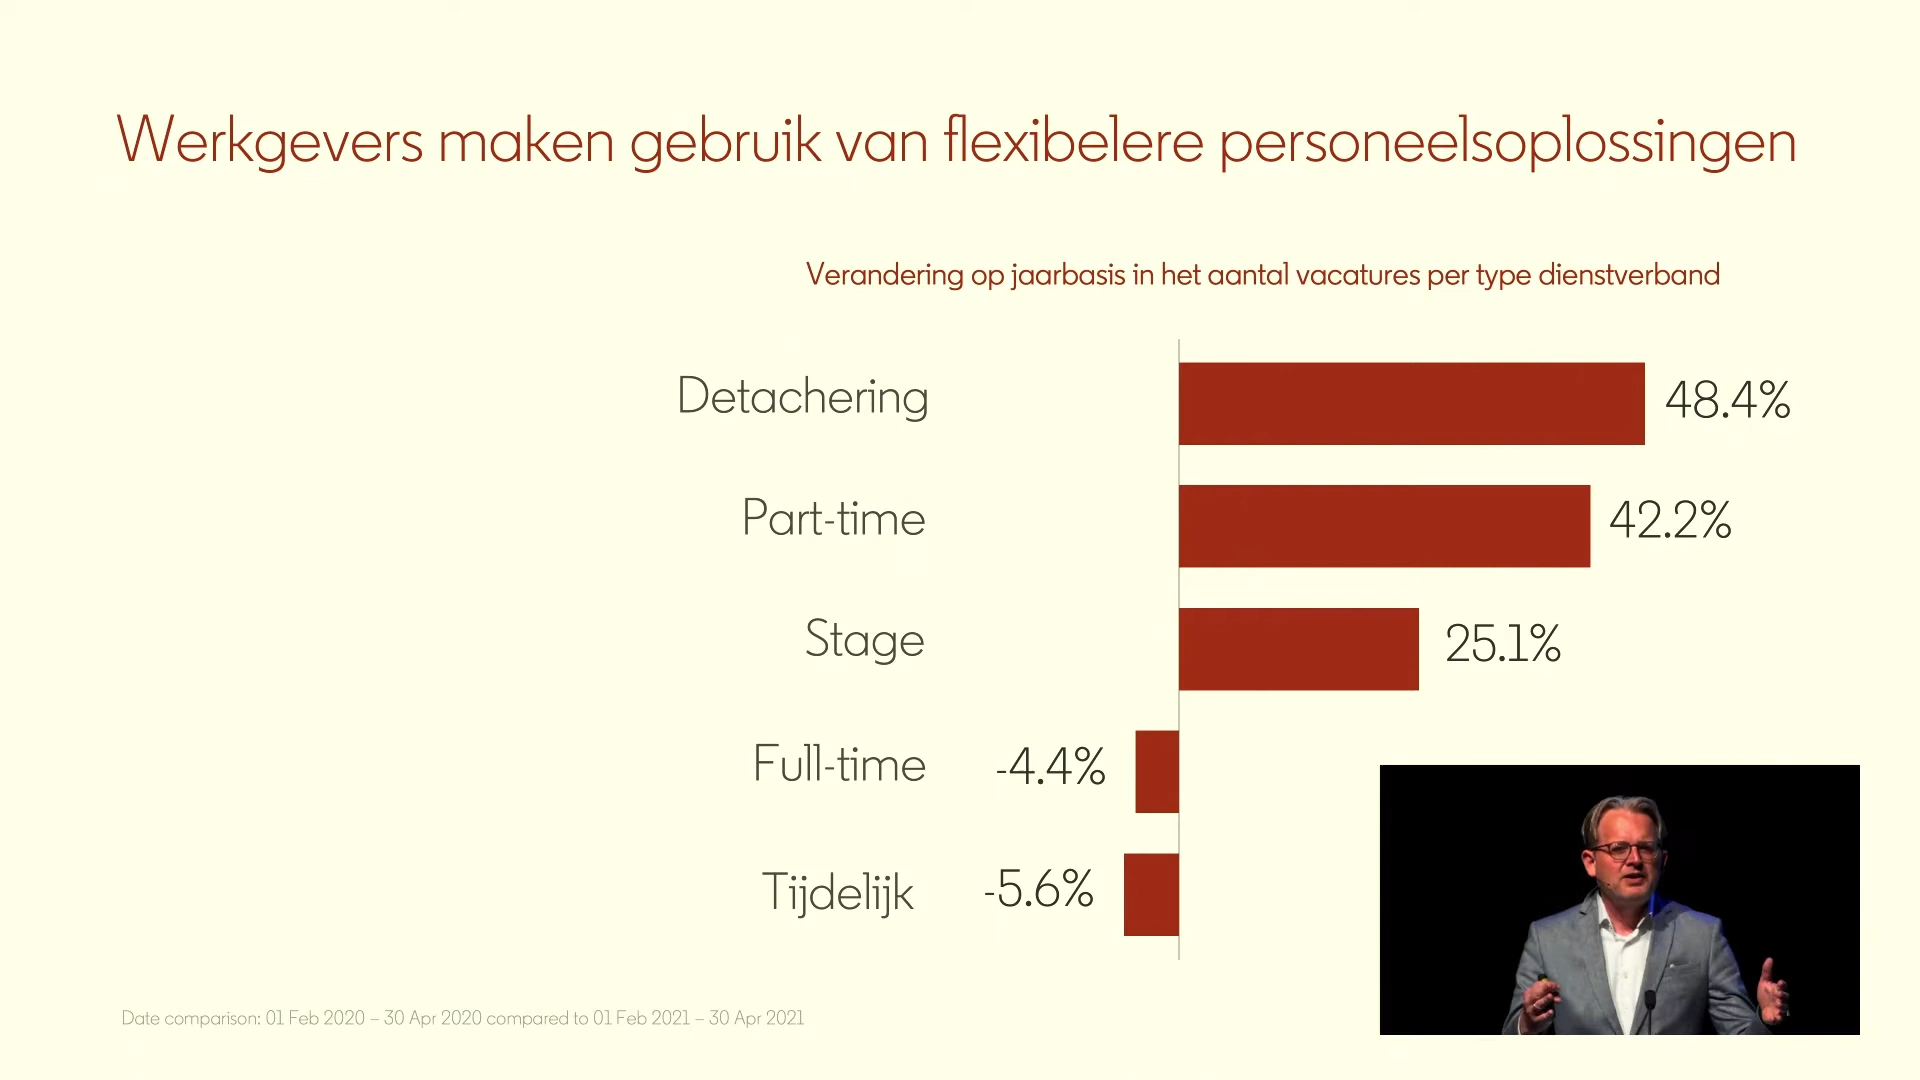 Werkgevers maken gebruik van flexibelere personeelsoplossingen
Verandering op jaarbasis in het aantal vacatures per type dienstverband
Detachering 48.4%
Part-time 42.2%
Stage 25.1%
Full-time -4.4%
Tijdelijk -5.6%
Date comparison: 01 Feb 2020 – 30 Apr 2020 compared to 01 Feb 2021 – 30 Apr 2021